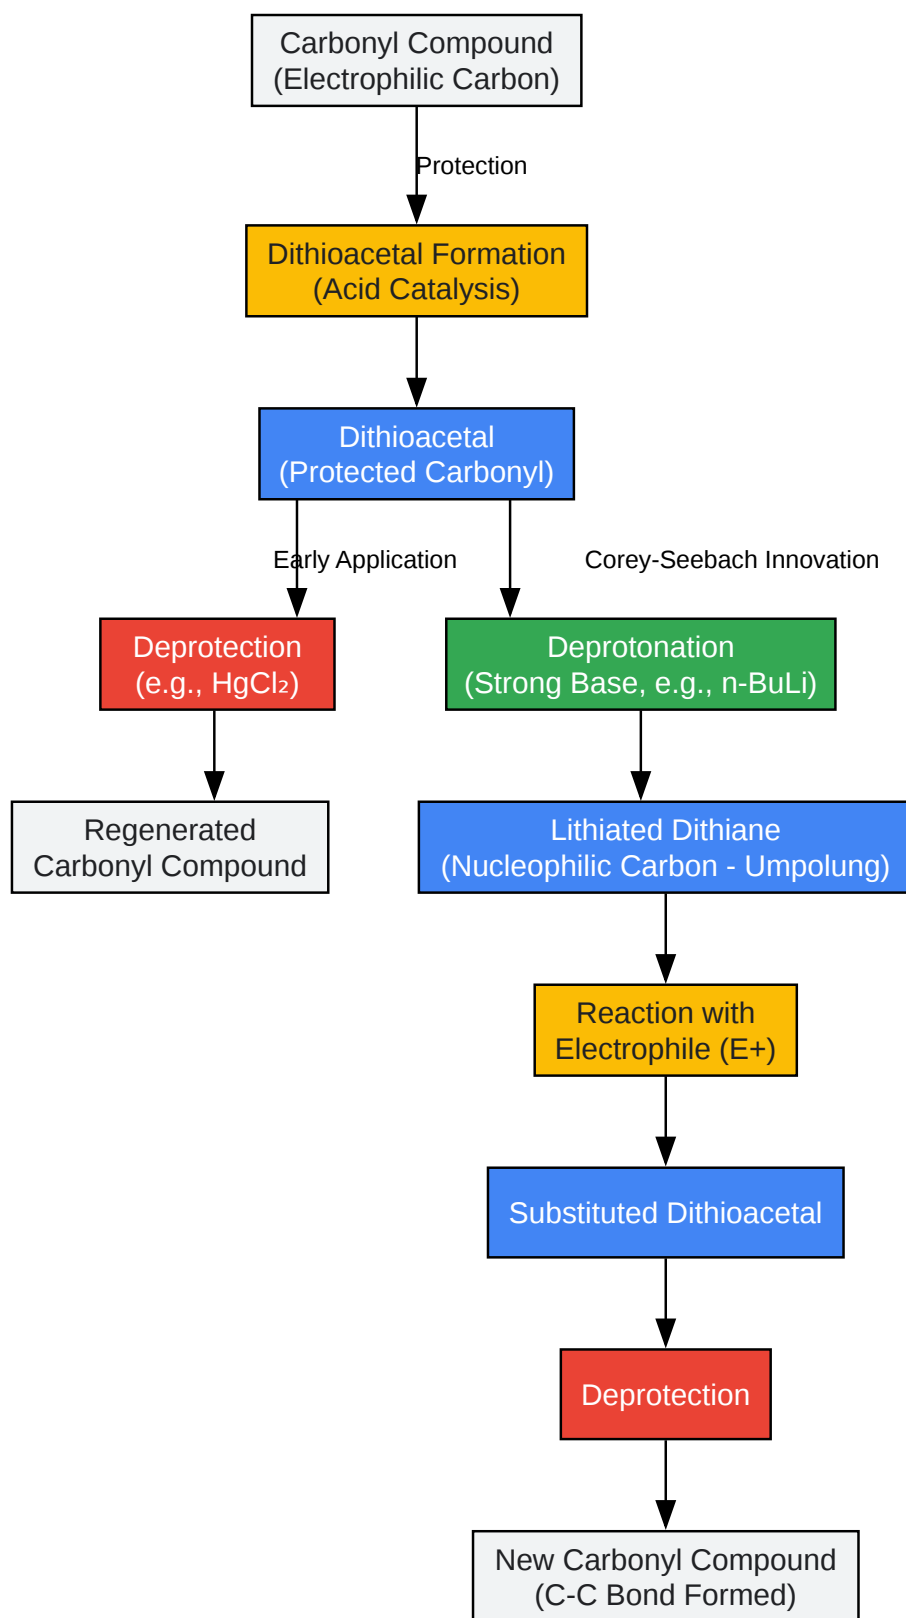 Carbonyl Compound
(Electrophilic Carbon)
Protection
Dithioacetal Formation
(Acid Catalysis)
Dithioacetal
(Protected Carbonyl)
Early Application
Corey-Seebach Innovation
Deprotection
(e.g., HgCl₂)
Deprotonation
(Strong Base, e.g., n-BuLi)
Regenerated
Carbonyl Compound
Lithiated Dithiane
(Nucleophilic Carbon - Umpolung)
Reaction with
Electrophile (E+)
Substituted Dithioacetal
Deprotection
New Carbonyl Compound
(C-C Bond Formed)